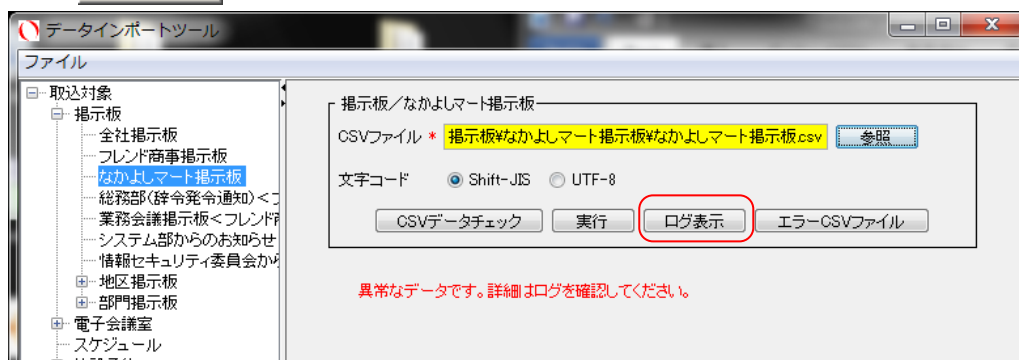 データインポートツール
ファイル
取込対象
掲示板
全社掲示板
フレンド商事掲示板
なかよしマート掲示板
総務部(辞令発令通知)<フ
業務会議掲示板<フレンド商
システム部からのお知らせ
情報セキュリティ委員会から
地区掲示板
部門掲示板
電子会議室
スケジュール
掲示板/なかよしマート掲示板
CSVファイル * 掲示板¥なかよしマート掲示板¥なかよしマート掲示板.csv 参照
文字コード Shift-JIS UTF-8
CSVデータチェック 実行 ログ表示 エラーCSVファイル
異常なデータです。詳細はログを確認してください。